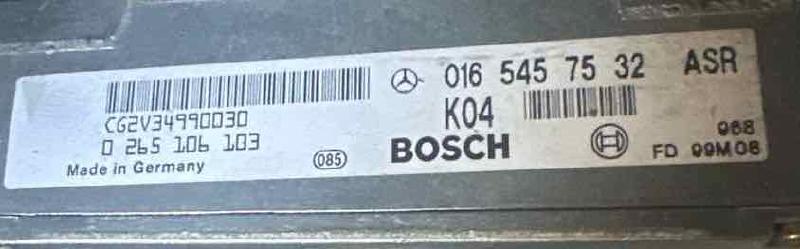 016 545 75 32 ASR
CG2V34990030
K04
0 265 106 103
BOSCH
968
Made in Germany
085
FD 99M08